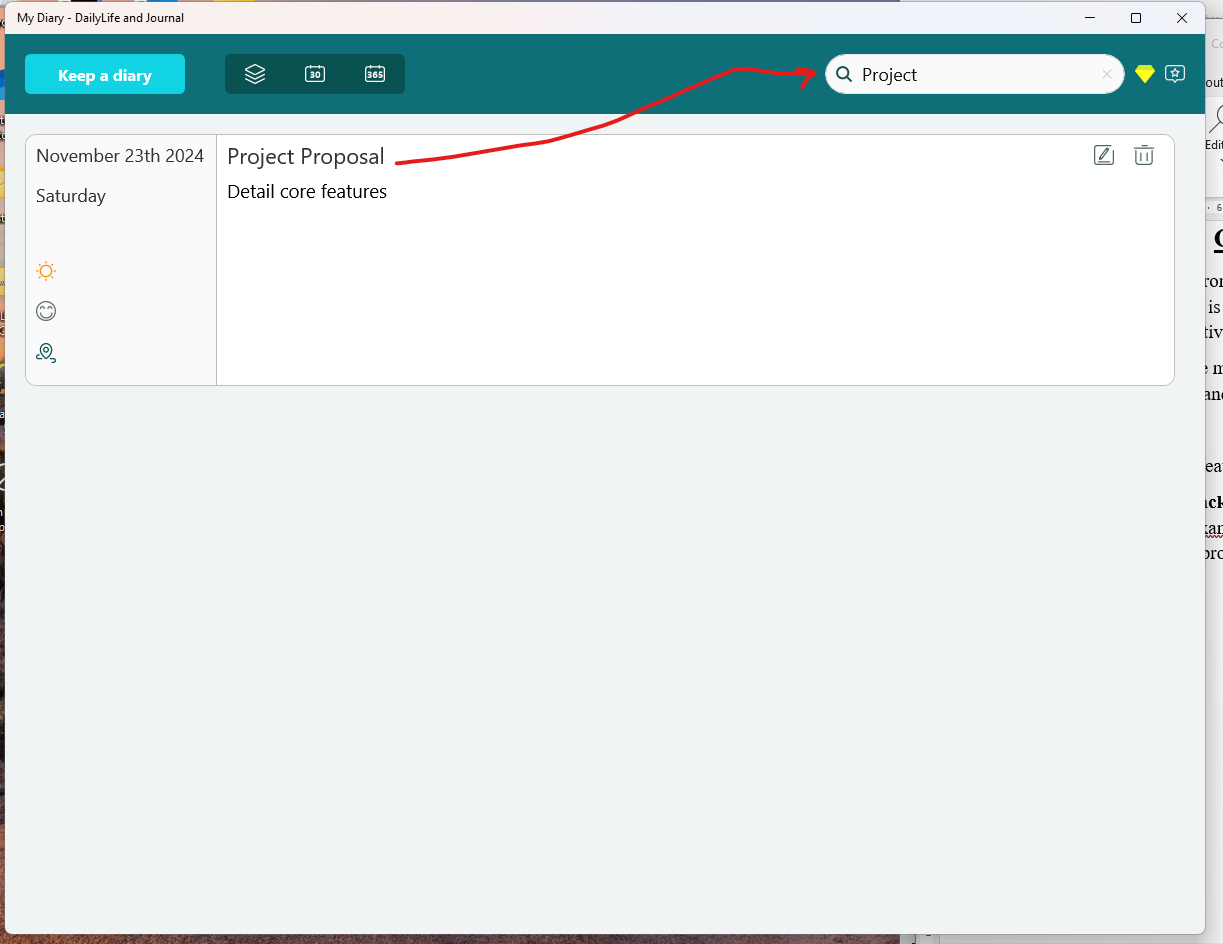 My Diary - DailyLife and Journal
Keep a diary
30
365
Project
November 23th 2024
Saturday
Project Proposal
Detail core features